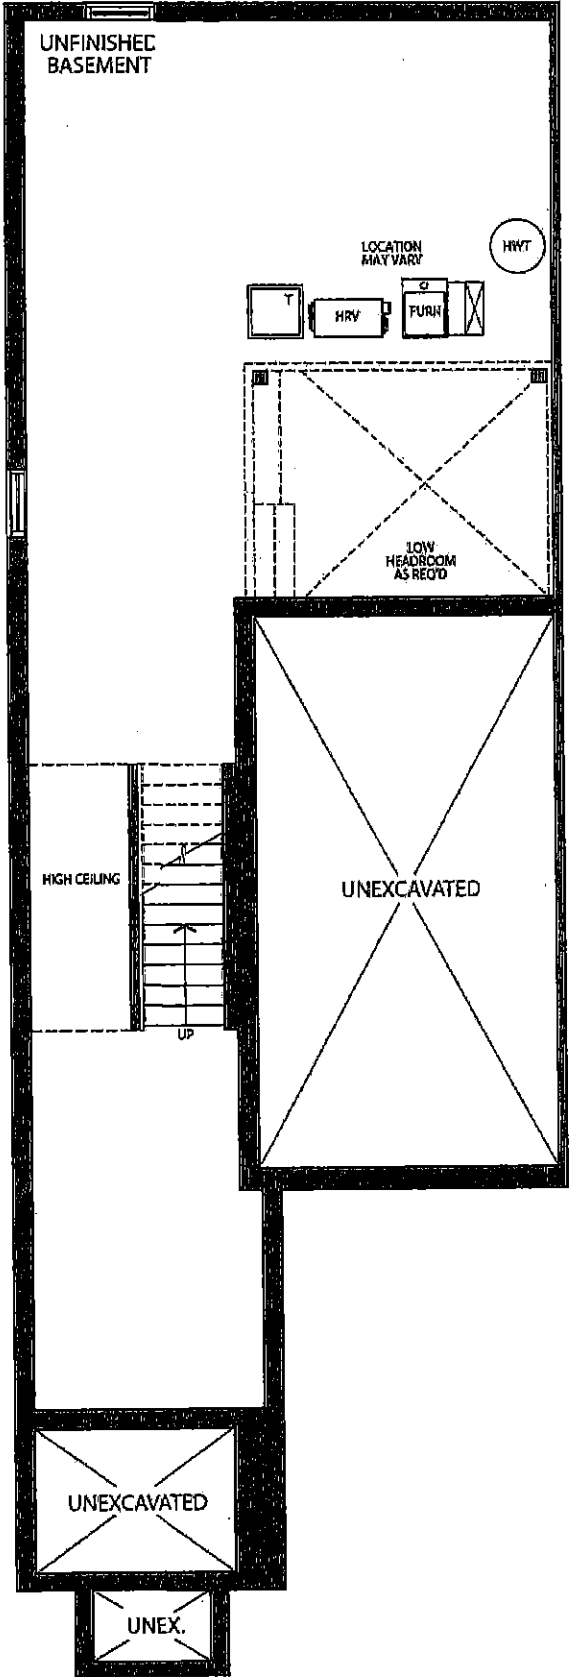 UNFINISHED
BASEMENT
LOCATION
MAY VARY
HWT
T
HRV
FURN
LOW
HEADROOM
AS REQ'D
HIGH CEILING
UNEXCAVATED
UP
UNEXCAVATED
UNEX.